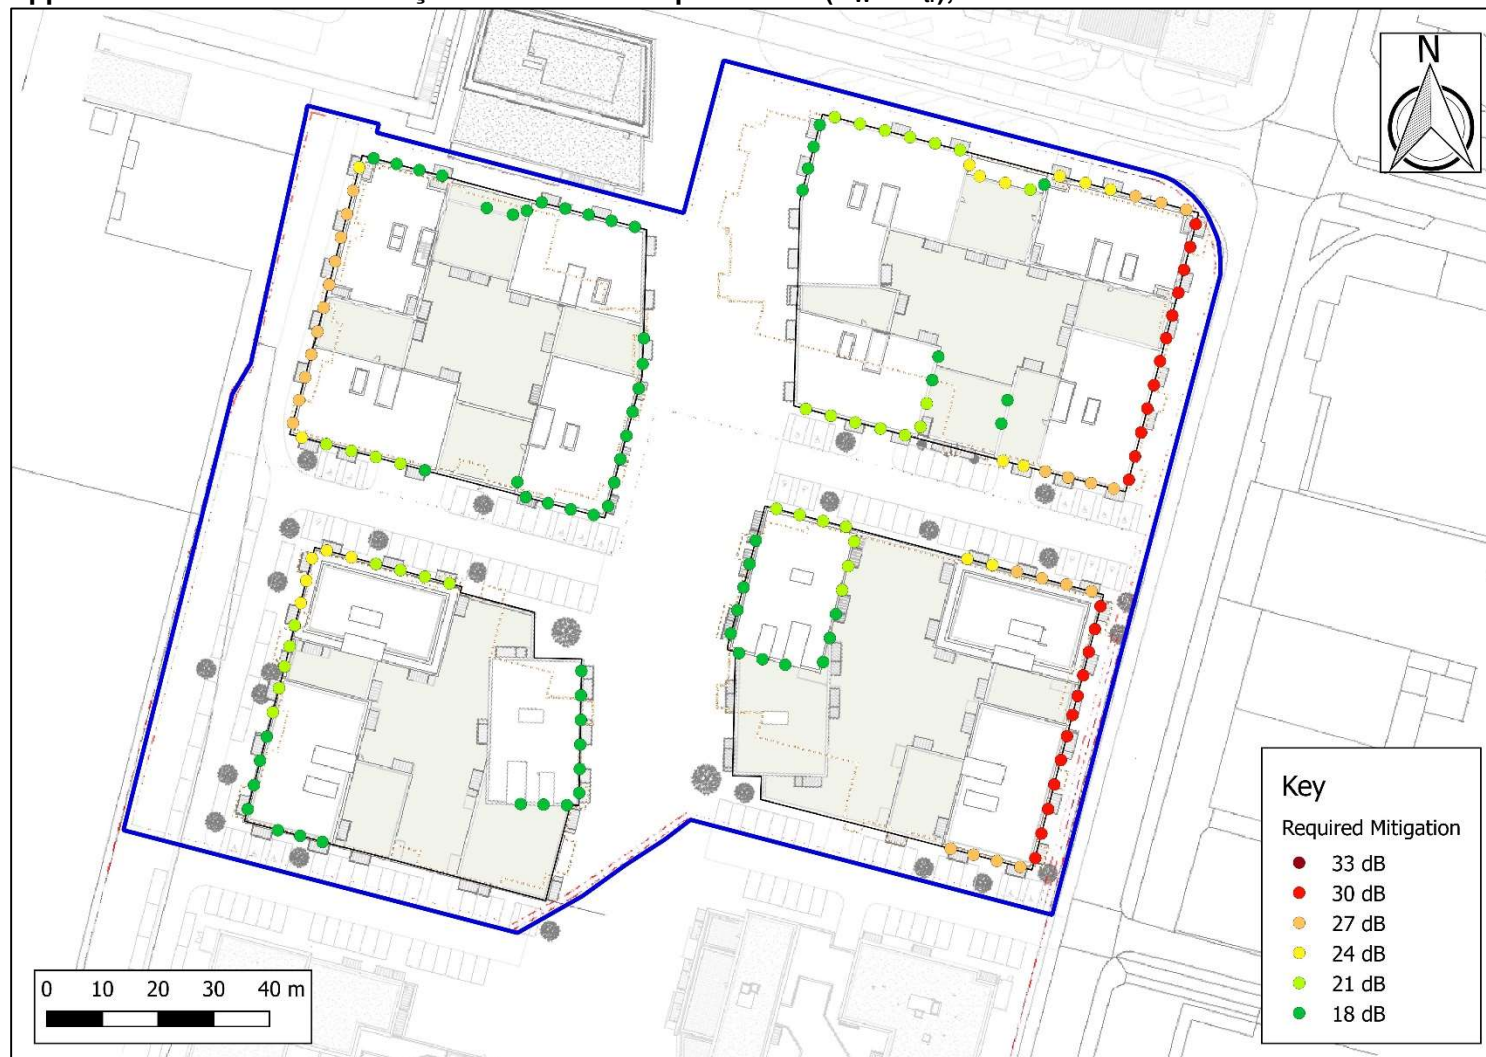 N
Key
Required Mitigation
33 dB
30 dB
27 dB
24 dB
21 dB
18 dB
0 10 20 30 40 m